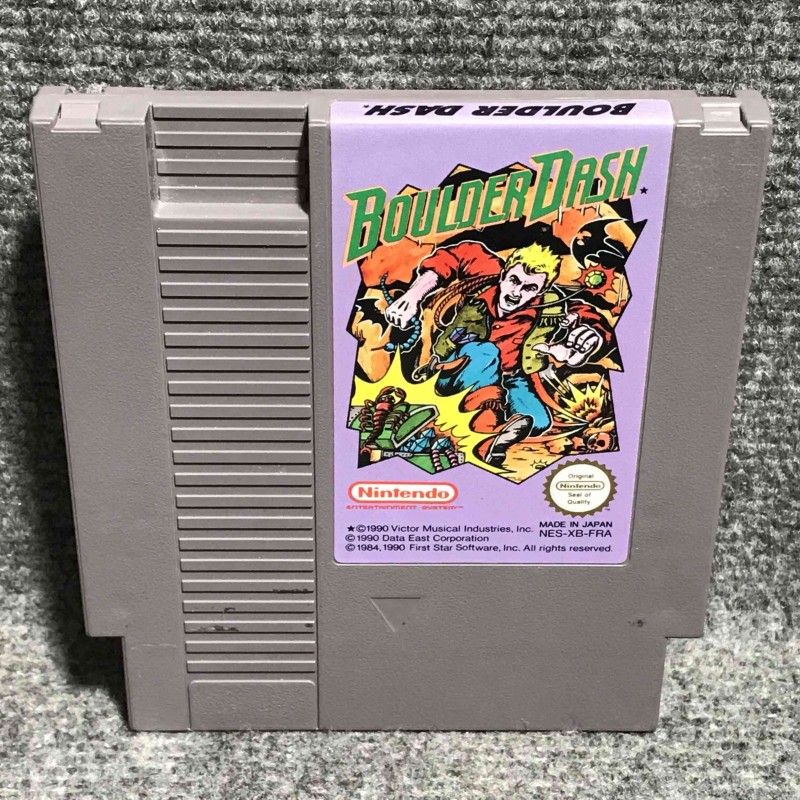 BOULDER DASH.
BOULDER DASH
Original
Nintendo
Seal of
Quality
Nintendo
ENTERTAINMENT SYSTEM™
★©1990 Victor Musical Industries, Inc.
MADE IN JAPAN
©1990 Data East Corporation
NES-XB-FRA
©1984, 1990 First Star Software, Inc. All rights reserved.